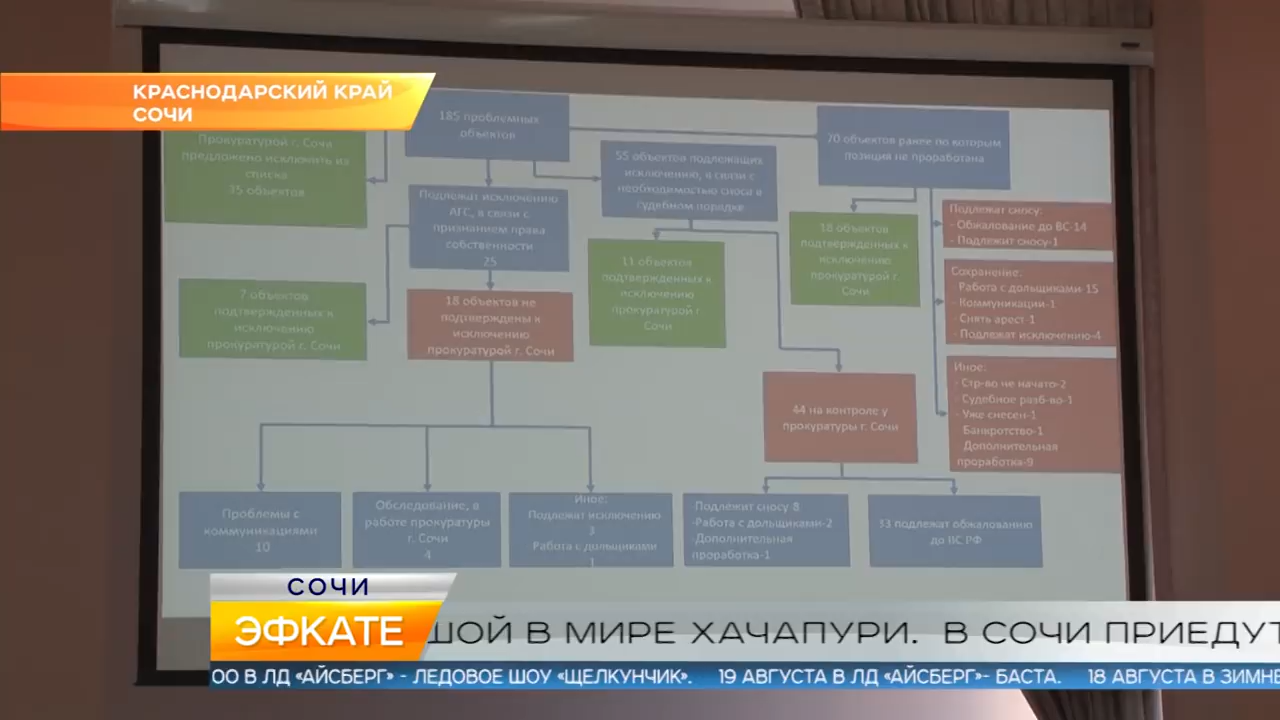 КРАСНОДАРСКИЙ КРАЙ
СОЧИ
185 проблемных
объектов
Прокуратурой г. Сочи
предложено исключить из
списка
35 объектов
Подлежат исключению
АГС, в связи с
признанием права
собственности
25
55 объектов подлежащих
исключению, в связи с
необходимостью сноса в
судебном порядке
70 объектов ранее по которым
позиция не проработана
7 объектов
подтвержденных к
исключению
прокуратурой г. Сочи
18 объектов не
подтверждены к
исключению
прокуратурой г. Сочи
11 объектов
подтвержденных к
исключению
прокуратурой г.
Сочи
18 объектов
подтвержденных к
исключению
прокуратурой г.
Сочи
Подлежат сносу:
- Обжалование до ВС-14
- Подлежит сносу-1
Сохранение:
Работа с дольщиками-15
- Коммуникации-1
- Снять арест-1
- Подлежат исключению-4
Иное:
- Стр-во не начато-2
- Судебное разб-во-1
- Уже снесен-1
Банкротство-1
- Дополнительная
проработка-9
44 на контроле у
прокуратуры г. Сочи
Проблемы с
коммуникациями
10
Обследование, в
работе прокуратуры
г. Сочи
4
Иное:
Подлежат исключению
3
Работа с дольщиками
1
Подлежит сносу 8
-Работа с дольщиками-2
-Дополнительная
проработка-1
33 подлежат обжалованию
до ВС РФ
СОЧИ
ЭФКАТЕ
ШОЙ В МИРЕ ХАЧАПУРИ. В СОЧИ ПРИЕДУТ
ОО В ЛД «АЙСБЕРГ» - ЛЕДОВОЕ ШОУ «ЩЕЛКУНЧИК». 19 АВГУСТА В ЛД «АЙСБЕРГ»- БАСТА. 18 АВГУСТА В ЗИМНЕ